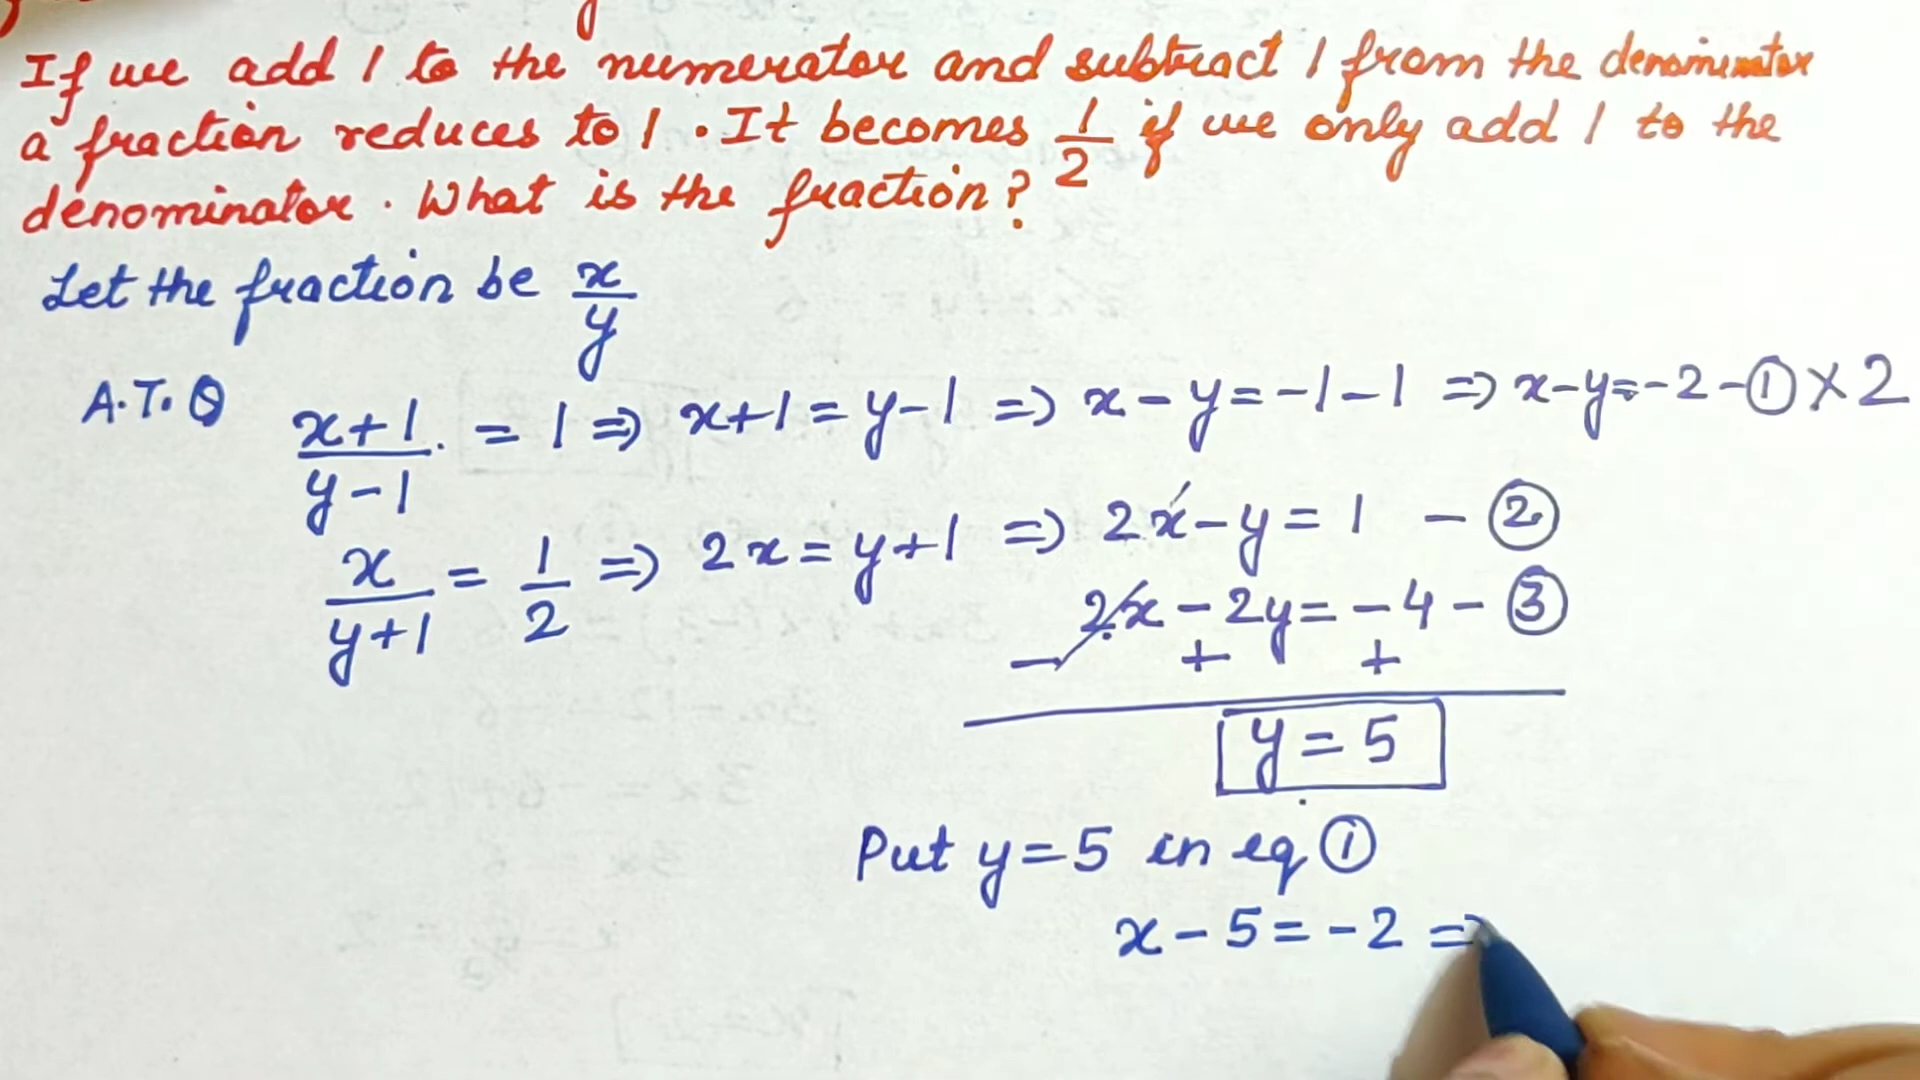 If we add 1 to the numerator and subtract 1 from the denominator
a fraction reduces to 1. It becomes 1/2 if we only add 1 to the
denominator. What is the fraction?
Let the fraction be x/y
A.T.Q (x+1)/(y-1) = 1 ⇒ x+1 = y-1 ⇒ x-y = -1-1 ⇒ x-y = -2 - ① × 2
x/(y+1) = 1/2 ⇒ 2x = y+1 ⇒ 2x-y = 1 - ②
2x - 2y = -4 - ③
- + +
y = 5
Put y = 5 in eq ①
x - 5 = -2 ⇒